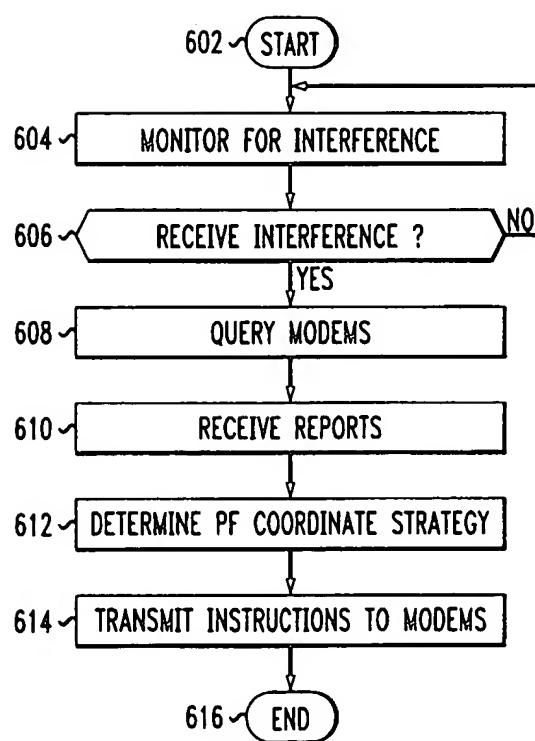 602 START
604 MONITOR FOR INTERFERENCE
606 RECEIVE INTERFERENCE ? NO
YES
608 QUERY MODEMS
610 RECEIVE REPORTS
612 DETERMINE PF COORDINATE STRATEGY
614 TRANSMIT INSTRUCTIONS TO MODEMS
616 END